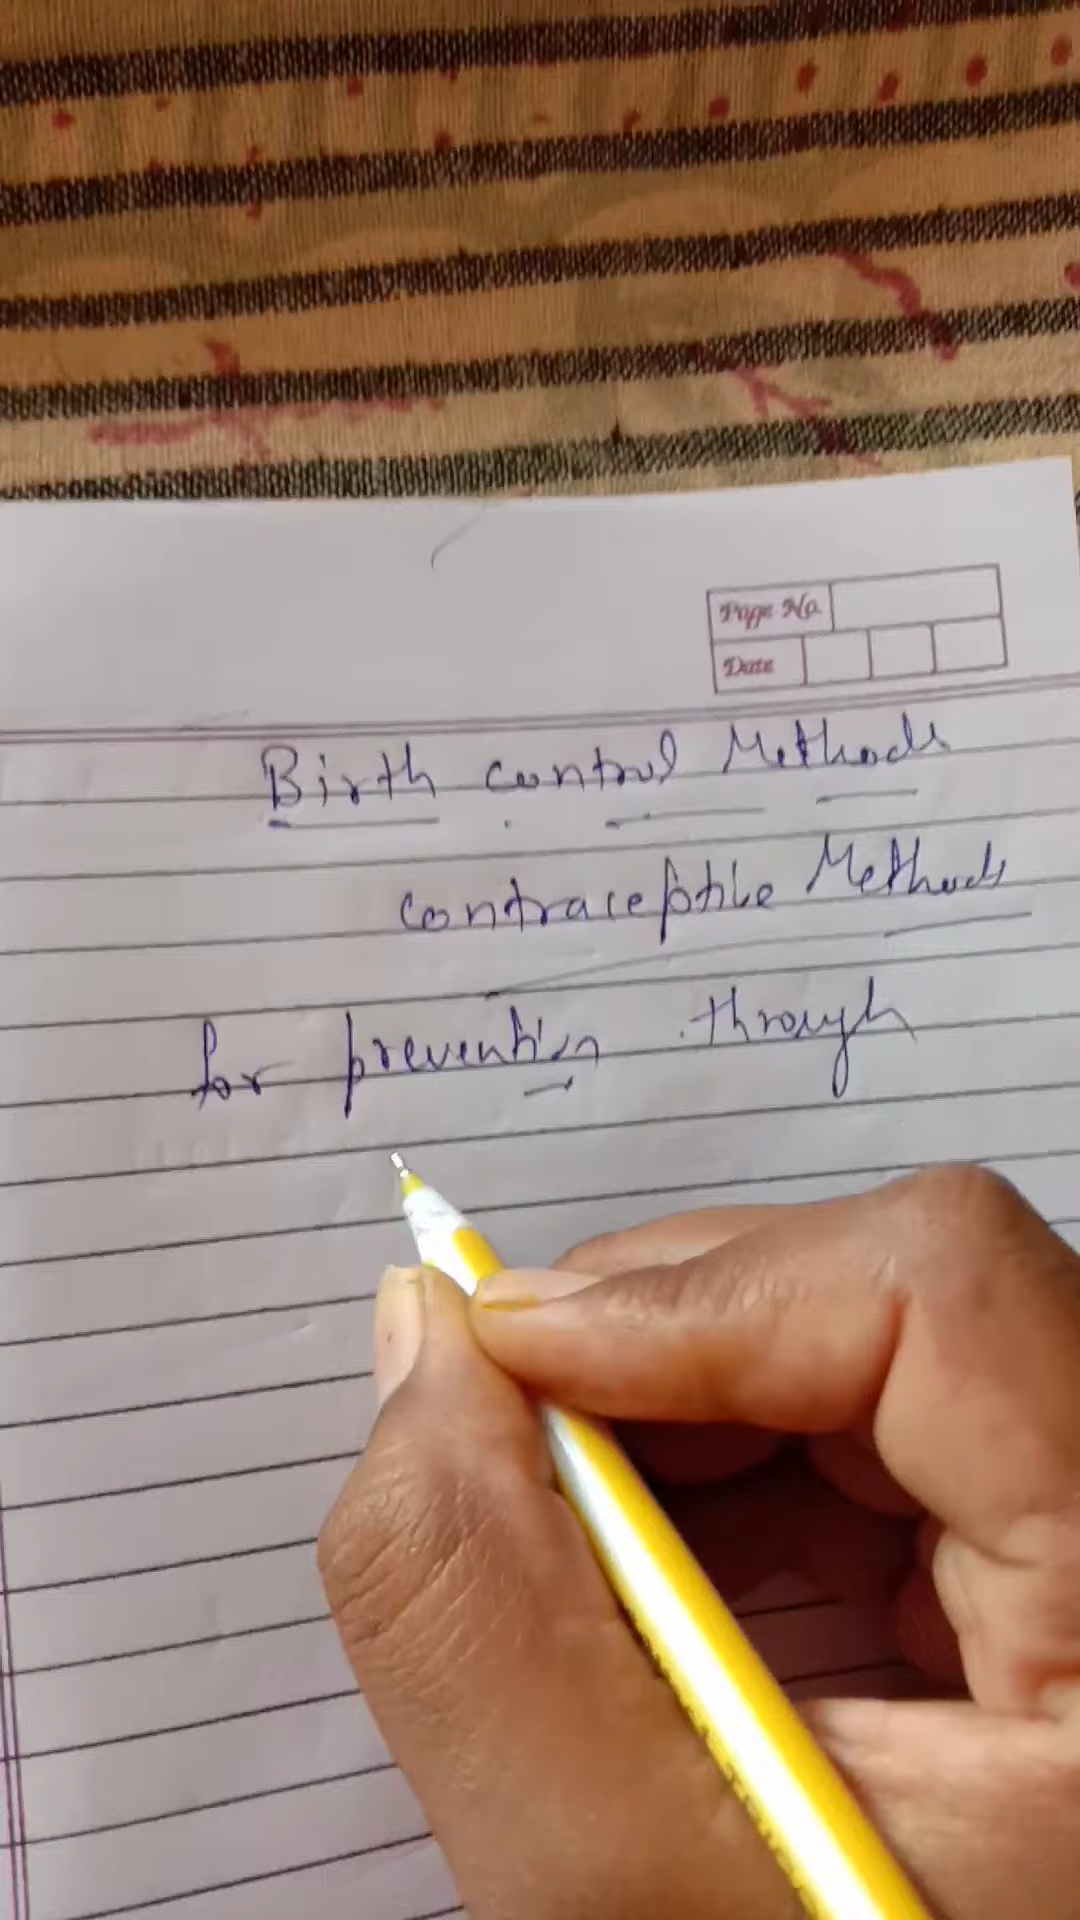 Page No.
Date
Birth control Methods
contraceptive Methods
for prevention through